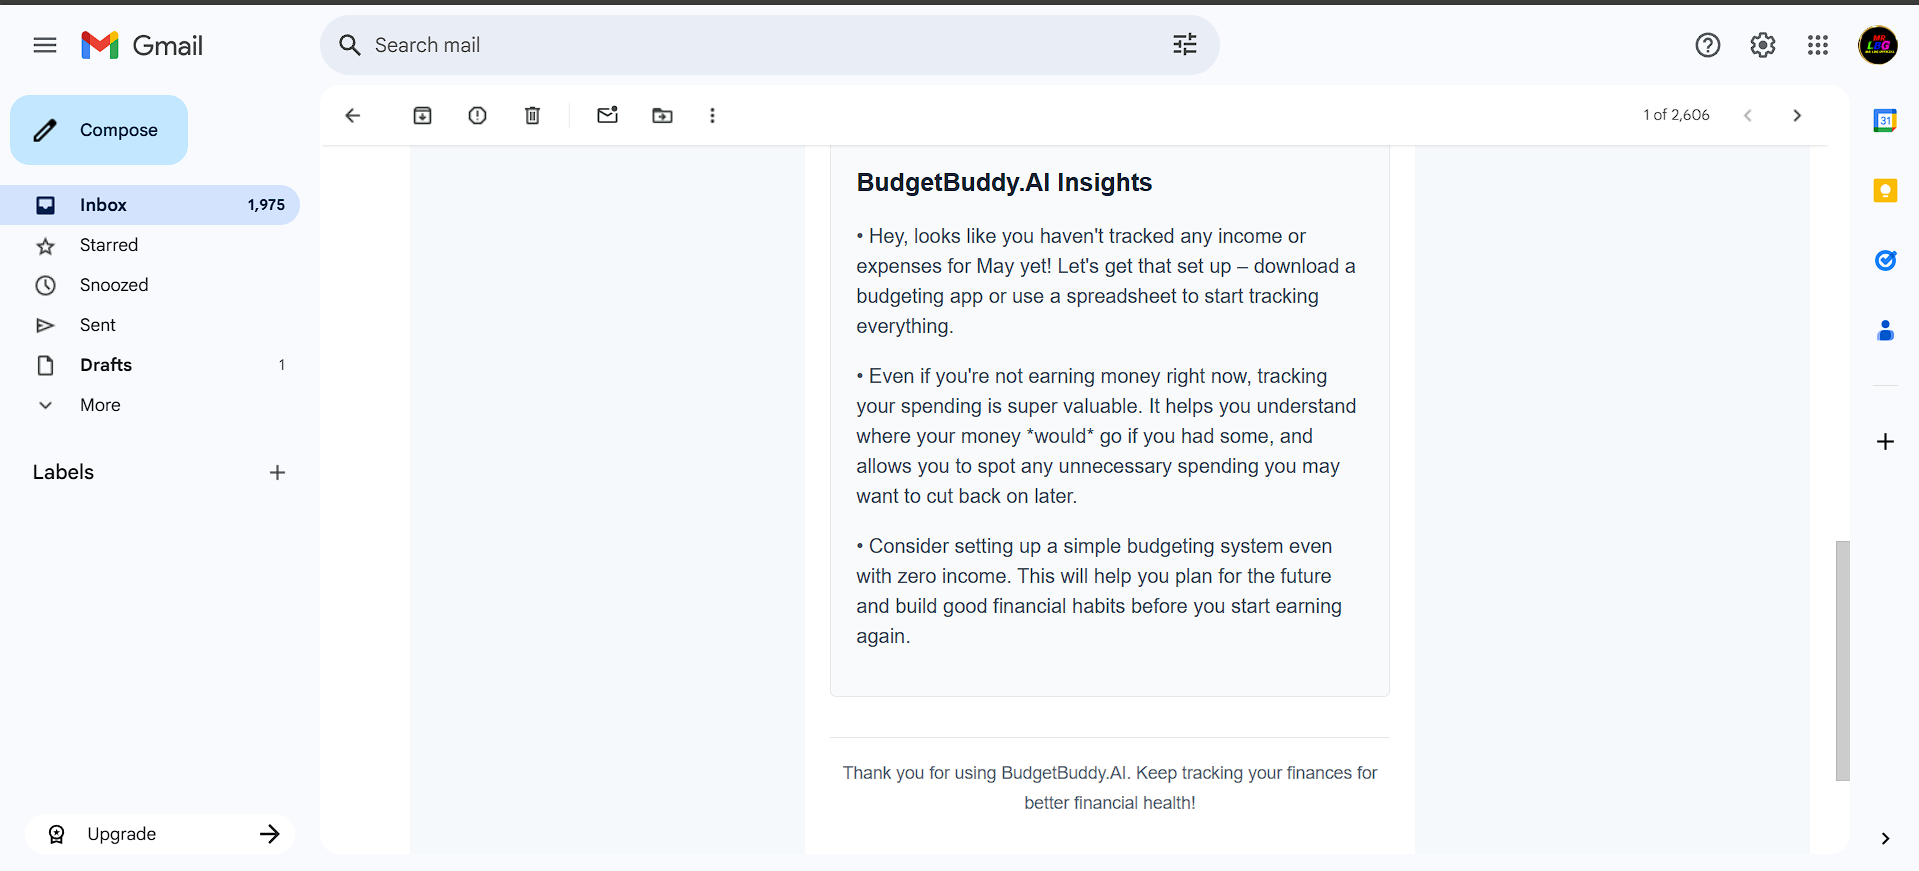 Gmail
Search mail
Compose
Inbox 1,975
Starred
Snoozed
Sent
Drafts 1
More
Labels
Upgrade
1 of 2,606
BudgetBuddy.AI Insights
• Hey, looks like you haven't tracked any income or
expenses for May yet! Let's get that set up – download a
budgeting app or use a spreadsheet to start tracking
everything.
• Even if you're not earning money right now, tracking
your spending is super valuable. It helps you understand
where your money *would* go if you had some, and
allows you to spot any unnecessary spending you may
want to cut back on later.
• Consider setting up a simple budgeting system even
with zero income. This will help you plan for the future
and build good financial habits before you start earning
again.
Thank you for using BudgetBuddy.AI. Keep tracking your finances for
better financial health!
MR
LBG
31